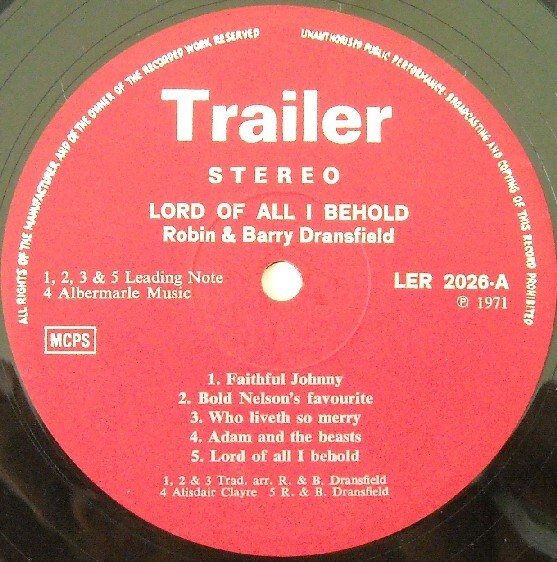 ALL RIGHTS OF THE MANUFACTURER AND OF THE OWNER OF THE RECORDED WORK RESERVED
UNAUTHORISED PUBLIC PERFORMANCE BROADCASTING AND COPYING OF THIS RECORD PROHIBITED
Trailer
STEREO
LORD OF ALL I BEHOLD
Robin & Barry Dransfield
1, 2, 3 & 5 Leading Note
4 Albermarle Music
LER 2026-A
℗ 1971
MCPS
1. Faithful Johnny
2. Bold Nelson's favourite
3. Who liveth so merry
4. Adam and the beasts
5. Lord of all I behold
1, 2 & 3 Trad. arr. R. & B. Dransfield
4 Alisdair Clayre 5 R. & B. Dransfield